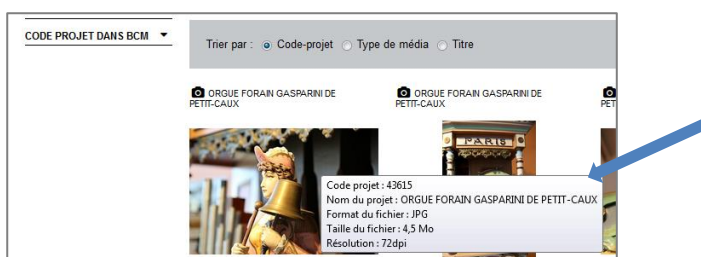 CODE PROJET DANS BCM
Trier par : Code-projet Type de média Titre
ORGUE FORAIN GASPARINI DE
PETIT-CAUX
ORGUE FORAIN GASPARINI DE
PETIT-CAUX
PET
PARIS
Code projet : 43615
Nom du projet : ORGUE FORAIN GASPARINI DE PETIT-CAUX
Format du fichier : JPG
Taille du fichier : 4,5 Mo
Résolution : 72dpi